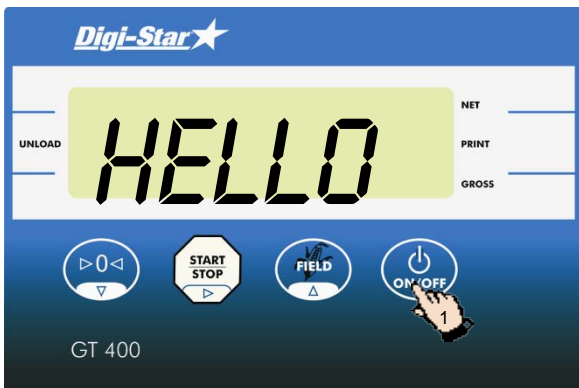 Digi-Star
NET
UNLOAD
HELLO
PRINT
GROSS
▷0◁
START
STOP
FIELD
ON/OFF
1
GT 400